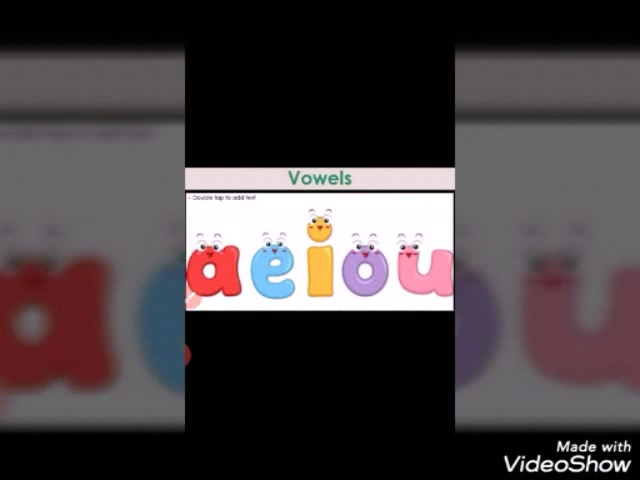 Vowels
• Double tap to add text
a e i o u
Made with
VideoShow